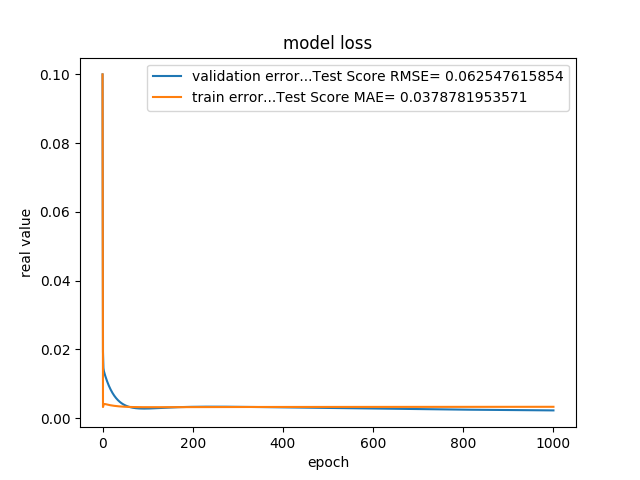 model loss
validation error...Test Score RMSE= 0.062547615854
train error...Test Score MAE= 0.0378781953571
0.10
0.08
0.06
0.04
0.02
0.00
real value
0 200 400 600 800 1000
epoch